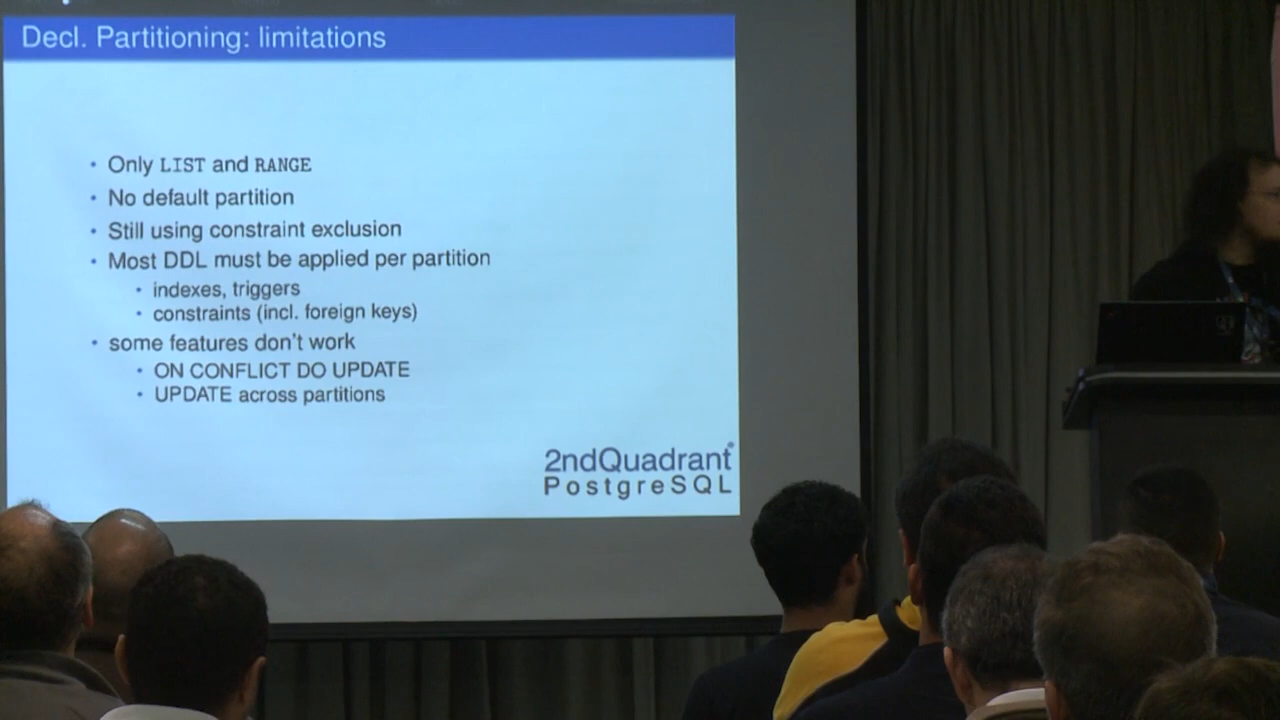 Decl. Partitioning: limitations
• Only LIST and RANGE
• No default partition
• Still using constraint exclusion
• Most DDL must be applied per partition
• indexes, triggers
• constraints (incl. foreign keys)
• some features don't work
• ON CONFLICT DO UPDATE
• UPDATE across partitions
2ndQuadrant
PostgreSQL